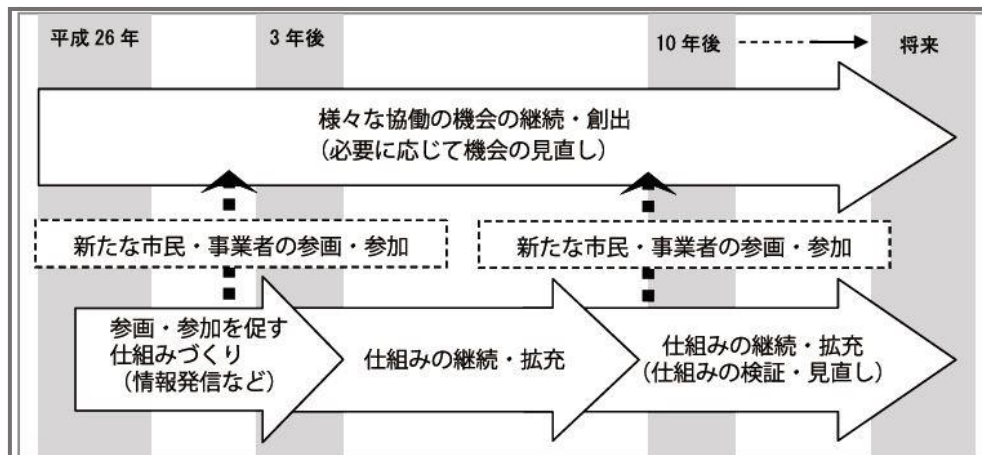 平成26年
3年後
10年後
将来
様々な協働の機会の継続・創出
（必要に応じて機会の見直し）
新たな市民・事業者の参画・参加
新たな市民・事業者の参画・参加
参画・参加を促す
仕組みづくり
（情報発信など）
仕組みの継続・拡充
仕組みの継続・拡充
（仕組みの検証・見直し）